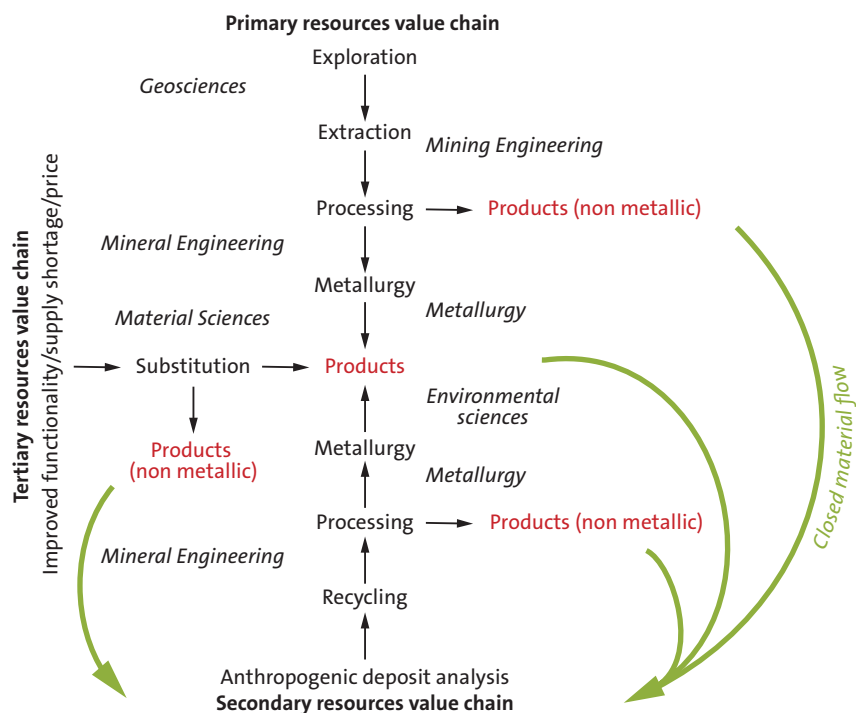 Primary resources value chain
Exploration
Geosciences
Extraction
Mining Engineering
Processing
Products (non metallic)
Mineral Engineering
Metallurgy
Metallurgy
Material Sciences
Tertiary resources value chain
Improved functionality/supply shortage/price
Substitution
Products
Environmental
sciences
Products
(non metallic)
Metallurgy
Metallurgy
Closed material flow
Processing
Products (non metallic)
Mineral Engineering
Recycling
Anthropogenic deposit analysis
Secondary resources value chain